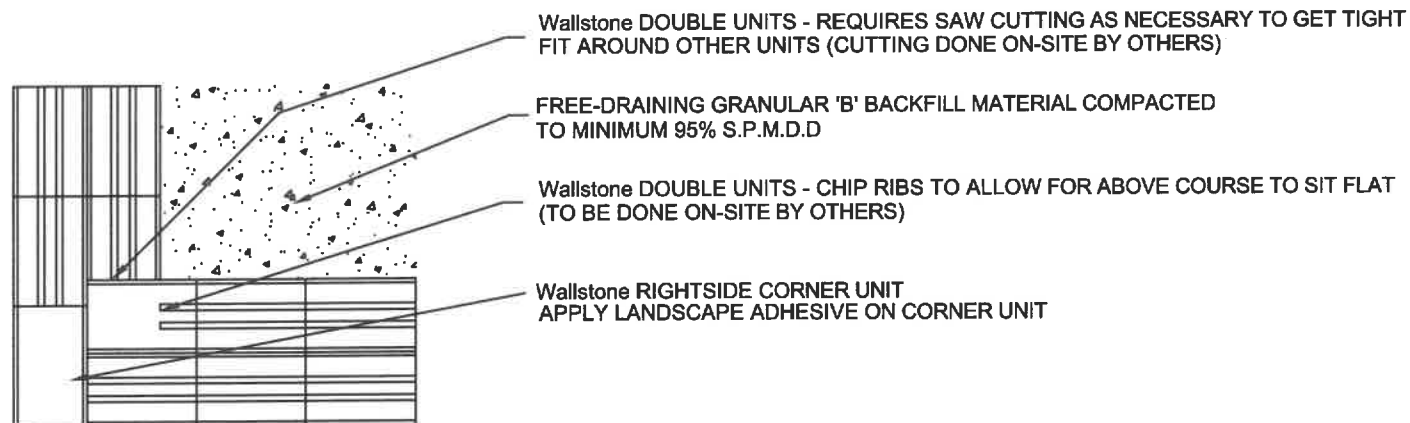 Wallstone DOUBLE UNITS - REQUIRES SAW CUTTING AS NECESSARY TO GET TIGHT
FIT AROUND OTHER UNITS (CUTTING DONE ON-SITE BY OTHERS)
FREE-DRAINING GRANULAR 'B' BACKFILL MATERIAL COMPACTED
TO MINIMUM 95% S.P.M.D.D
Wallstone DOUBLE UNITS - CHIP RIBS TO ALLOW FOR ABOVE COURSE TO SIT FLAT
(TO BE DONE ON-SITE BY OTHERS)
Wallstone RIGHTSIDE CORNER UNIT
APPLY LANDSCAPE ADHESIVE ON CORNER UNIT